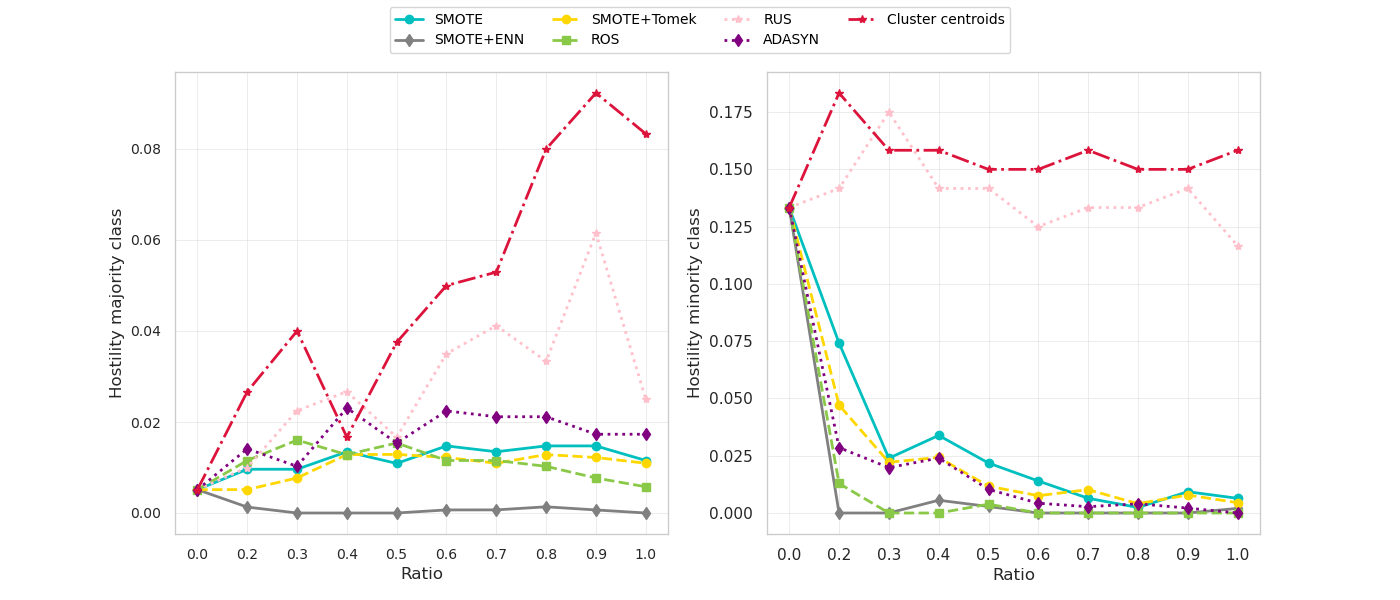 SMOTE
SMOTE+ENN
SMOTE+Tomek
ROS
RUS
ADASYN
Cluster centroids
Hostility majority class
0.08
0.06
0.04
0.02
0.00
0.0 0.2 0.3 0.4 0.5 0.6 0.7 0.8 0.9 1.0
Ratio
Hostility minority class
0.175
0.150
0.125
0.100
0.075
0.050
0.025
0.000
0.0 0.2 0.3 0.4 0.5 0.6 0.7 0.8 0.9 1.0
Ratio